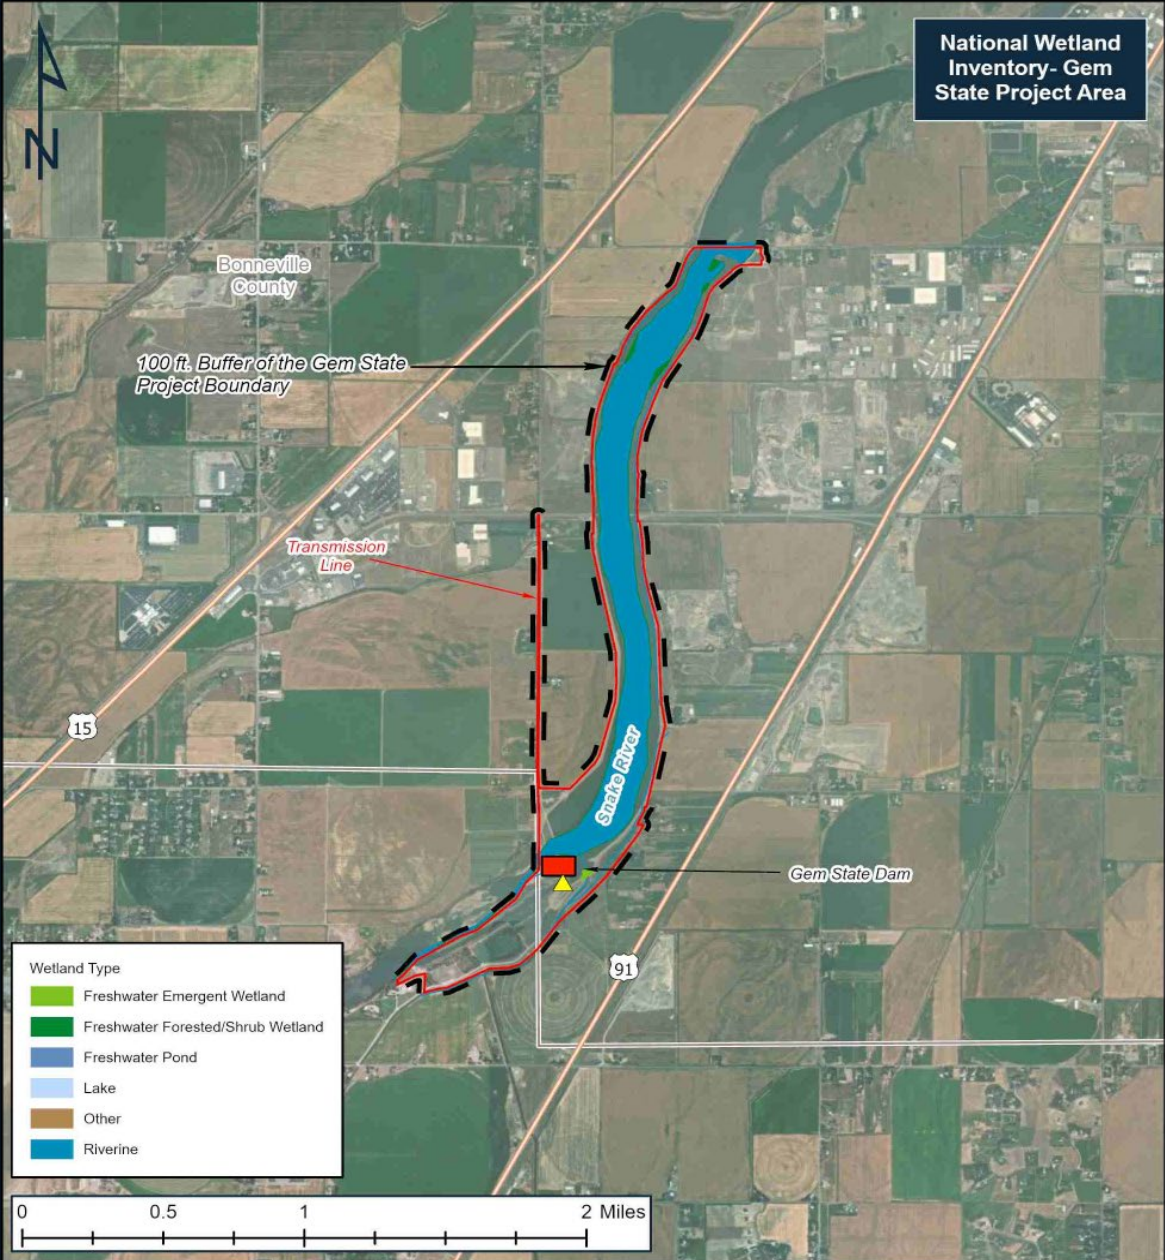 National Wetland
Inventory- Gem
State Project Area
N
Bonneville
County
100 ft. Buffer of the Gem State
Project Boundary
Transmission
Line
15
Snake River
Gem State Dam
91
Wetland Type
Freshwater Emergent Wetland
Freshwater Forested/Shrub Wetland
Freshwater Pond
Lake
Other
Riverine
0 0.5 1 2 Miles